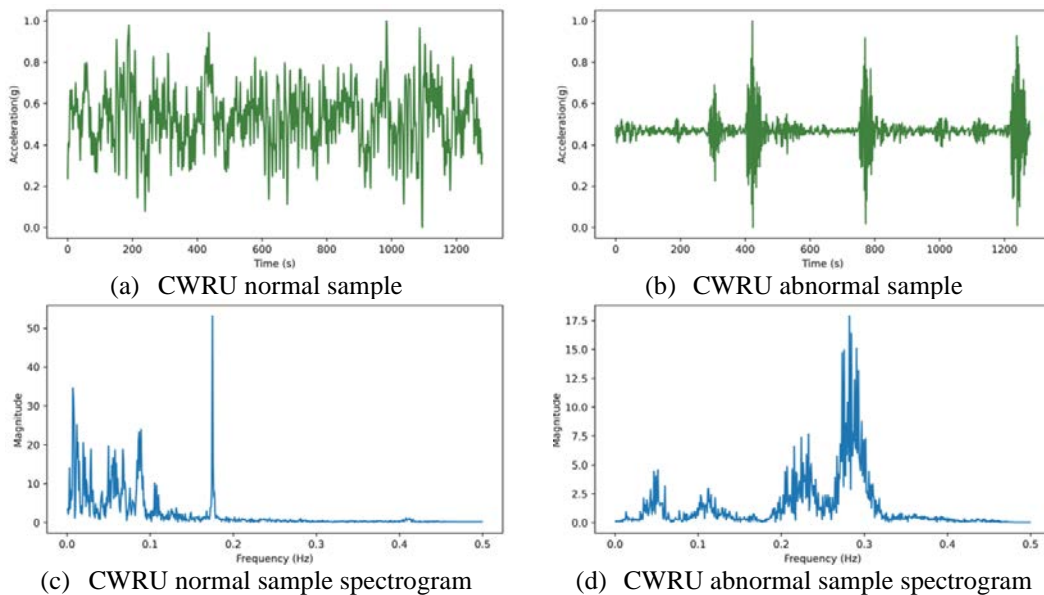 1.0
0.8
0.6
0.4
0.2
0.0
Acceleration(g)
0 200 400 600 800 1000 1200
Time (s)
(a) CWRU normal sample
1.0
0.8
0.6
0.4
0.2
0.0
Acceleration(g)
0 200 400 600 800 1000 1200
Time (s)
(b) CWRU abnormal sample
50
40
30
20
10
0
Magnitude
0.0 0.1 0.2 0.3 0.4 0.5
Frequency (Hz)
(c) CWRU normal sample spectrogram
17.5
15.0
12.5
10.0
7.5
5.0
2.5
0.0
Magnitude
0.0 0.1 0.2 0.3 0.4 0.5
Frequency (Hz)
(d) CWRU abnormal sample spectrogram